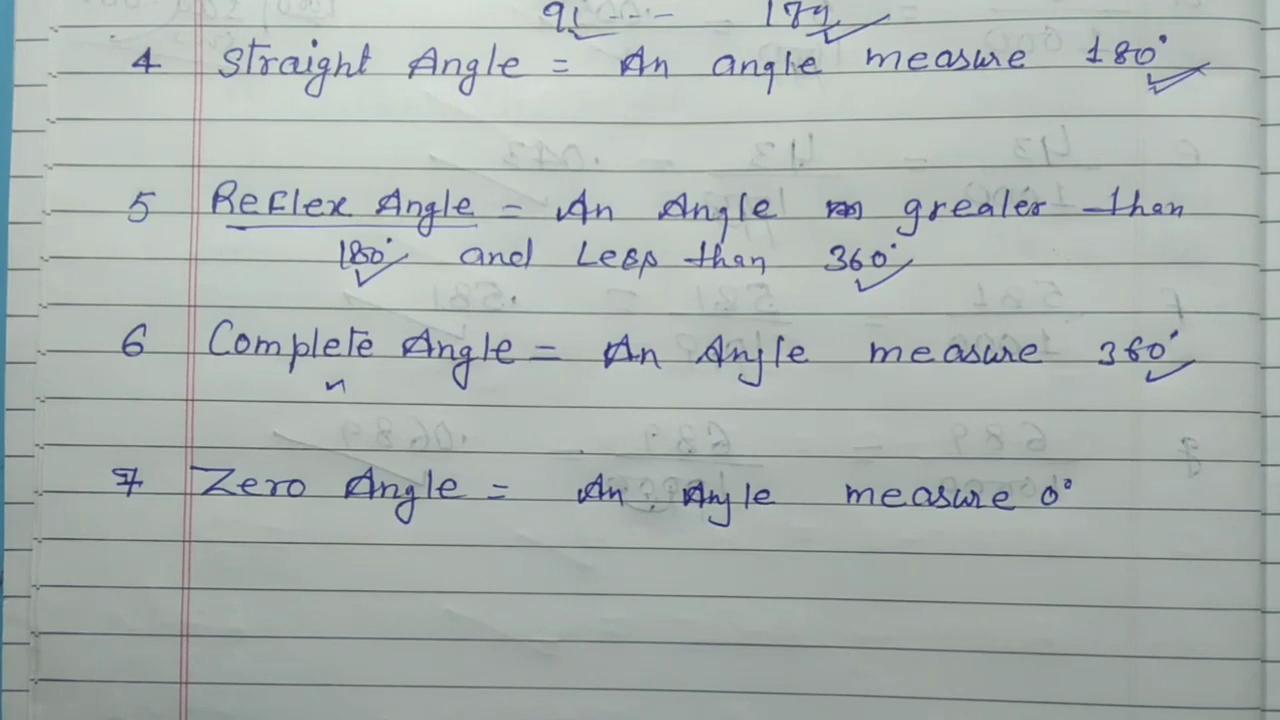 91 --- 179
4 Straight Angle = An angle measure 180°
5 Reflex Angle = An Angle greater than
180° and Less than 360°
6 Complete Angle = An Angle measure 360°
7 Zero Angle = An Angle measure 0°